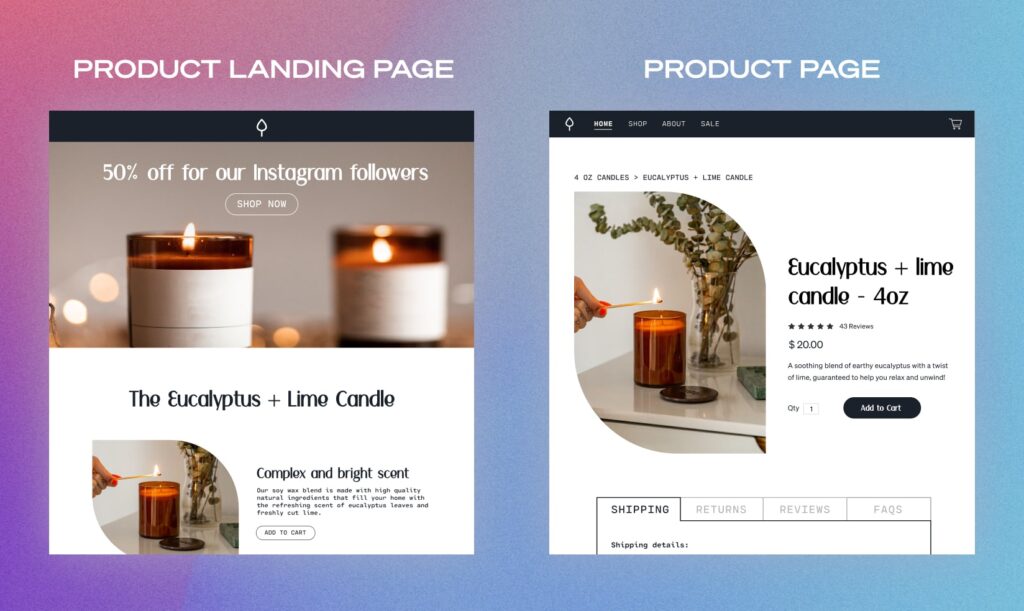 PRODUCT LANDING PAGE
50% off for our Instagram followers
SHOP NOW
The Eucalyptus + Lime Candle
Complex and bright scent
Our soy wax blend is made with high quality
natural ingredients that fill your home with
the refreshing scent of eucalyptus leaves and
freshly cut lime.
ADD TO CART
PRODUCT PAGE
HOME SHOP ABOUT SALE
4 OZ CANDLES > EUCALYPTUS + LIME CANDLE
Eucalyptus + lime
candle - 4oz
★ ★ ★ ★ ★ 43 Reviews
$ 20.00
A soothing blend of earthy eucalyptus with a twist
of lime, guaranteed to help you relax and unwind!
Qty 1 Add to Cart
SHIPPING RETURNS REVIEWS FAQS
Shipping details: